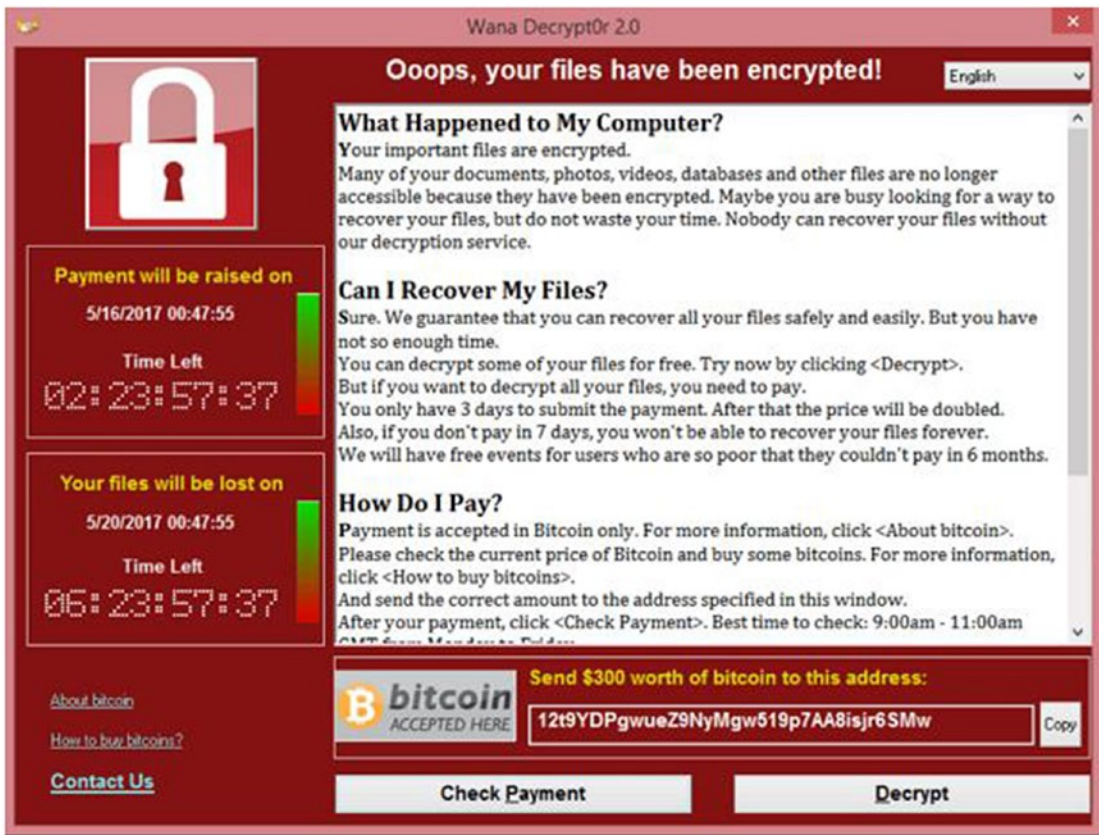 Wana Decrypt0r 2.0
Ooops, your files have been encrypted!
English
What Happened to My Computer?
Your important files are encrypted.
Many of your documents, photos, videos, databases and other files are no longer
accessible because they have been encrypted. Maybe you are busy looking for a way to
recover your files, but do not waste your time. Nobody can recover your files without
our decryption service.
Can I Recover My Files?
Sure. We guarantee that you can recover all your files safely and easily. But you have
not so enough time.
You can decrypt some of your files for free. Try now by clicking <Decrypt>.
But if you want to decrypt all your files, you need to pay.
You only have 3 days to submit the payment. After that the price will be doubled.
Also, if you don't pay in 7 days, you won't be able to recover your files forever.
We will have free events for users who are so poor that they couldn't pay in 6 months.
How Do I Pay?
Payment is accepted in Bitcoin only. For more information, click <About bitcoin>.
Please check the current price of Bitcoin and buy some bitcoins. For more information,
click <How to buy bitcoins>.
And send the correct amount to the address specified in this window.
After your payment, click <Check Payment>. Best time to check: 9:00am - 11:00am
GMT from Monday to Friday.
Payment will be raised on
5/16/2017 00:47:55
Time Left
02:23:57:37
Your files will be lost on
5/20/2017 00:47:55
Time Left
06:23:57:37
About bitcoin
How to buy bitcoins?
Contact Us
bitcoin
ACCEPTED HERE
Send $300 worth of bitcoin to this address:
12t9YDPgwueZ9NyMgw519p7AA8isjr6SMw
Copy
Check Payment
Decrypt